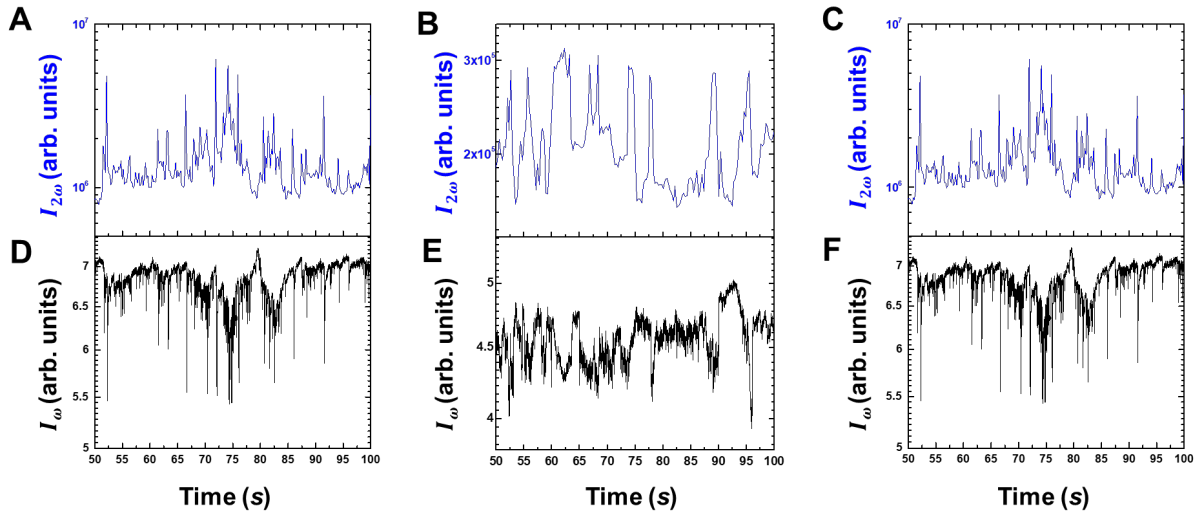 A
B
C
10⁷
10⁶
I₂ω (arb. units)
3x10⁵
2x10⁵
I₂ω (arb. units)
10⁷
10⁶
I₂ω (arb. units)
D
E
F
7
6.5
6
5.5
5
Iω (arb. units)
5
4.5
4
Iω (arb. units)
7
6.5
6
5.5
5
Iω (arb. units)
50 55 60 65 70 75 80 85 90 95 100
50 55 60 65 70 75 80 85 90 95 100
50 55 60 65 70 75 80 85 90 95 100
Time (s)
Time (s)
Time (s)